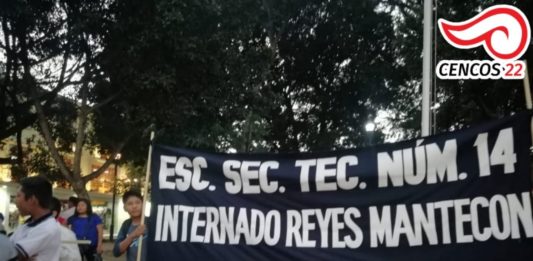 CENCOS 22
ESC. SEC. TEC. NÚM. 14
INTERNADO REYES MANTECON